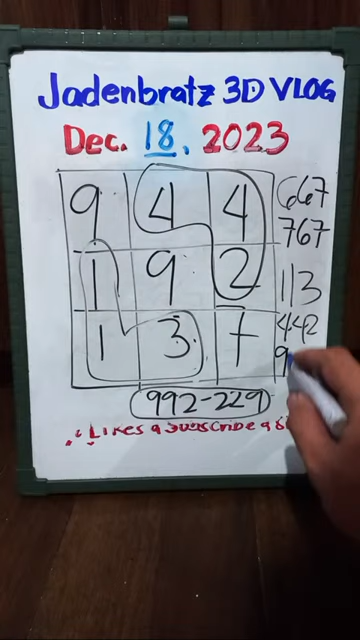 Jadenbratz 3D VLOG
Dec. 18, 2023
9 4 4
1 9 2
1 3 7
667
767
113
442
9
992-229
Likes & Subscribe &